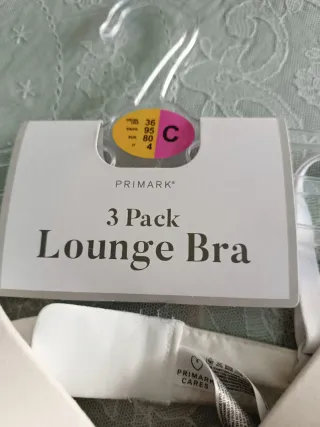 36
95
80
4
C
PRIMARK®
3 Pack
Lounge Bra
PRIMARK
CARES